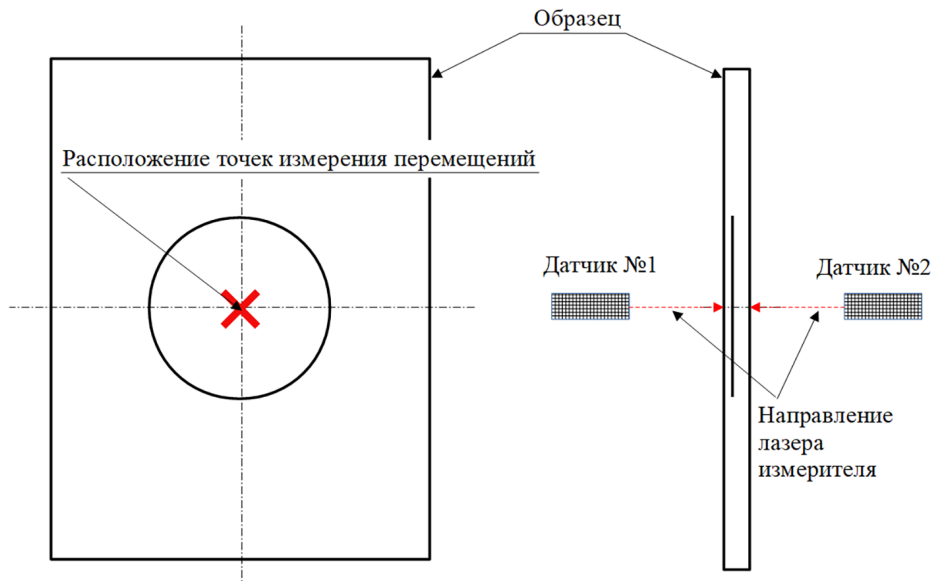 Образец
Расположение точек измерения перемещений
Датчик №1
Датчик №2
Направление
лазера
измерителя